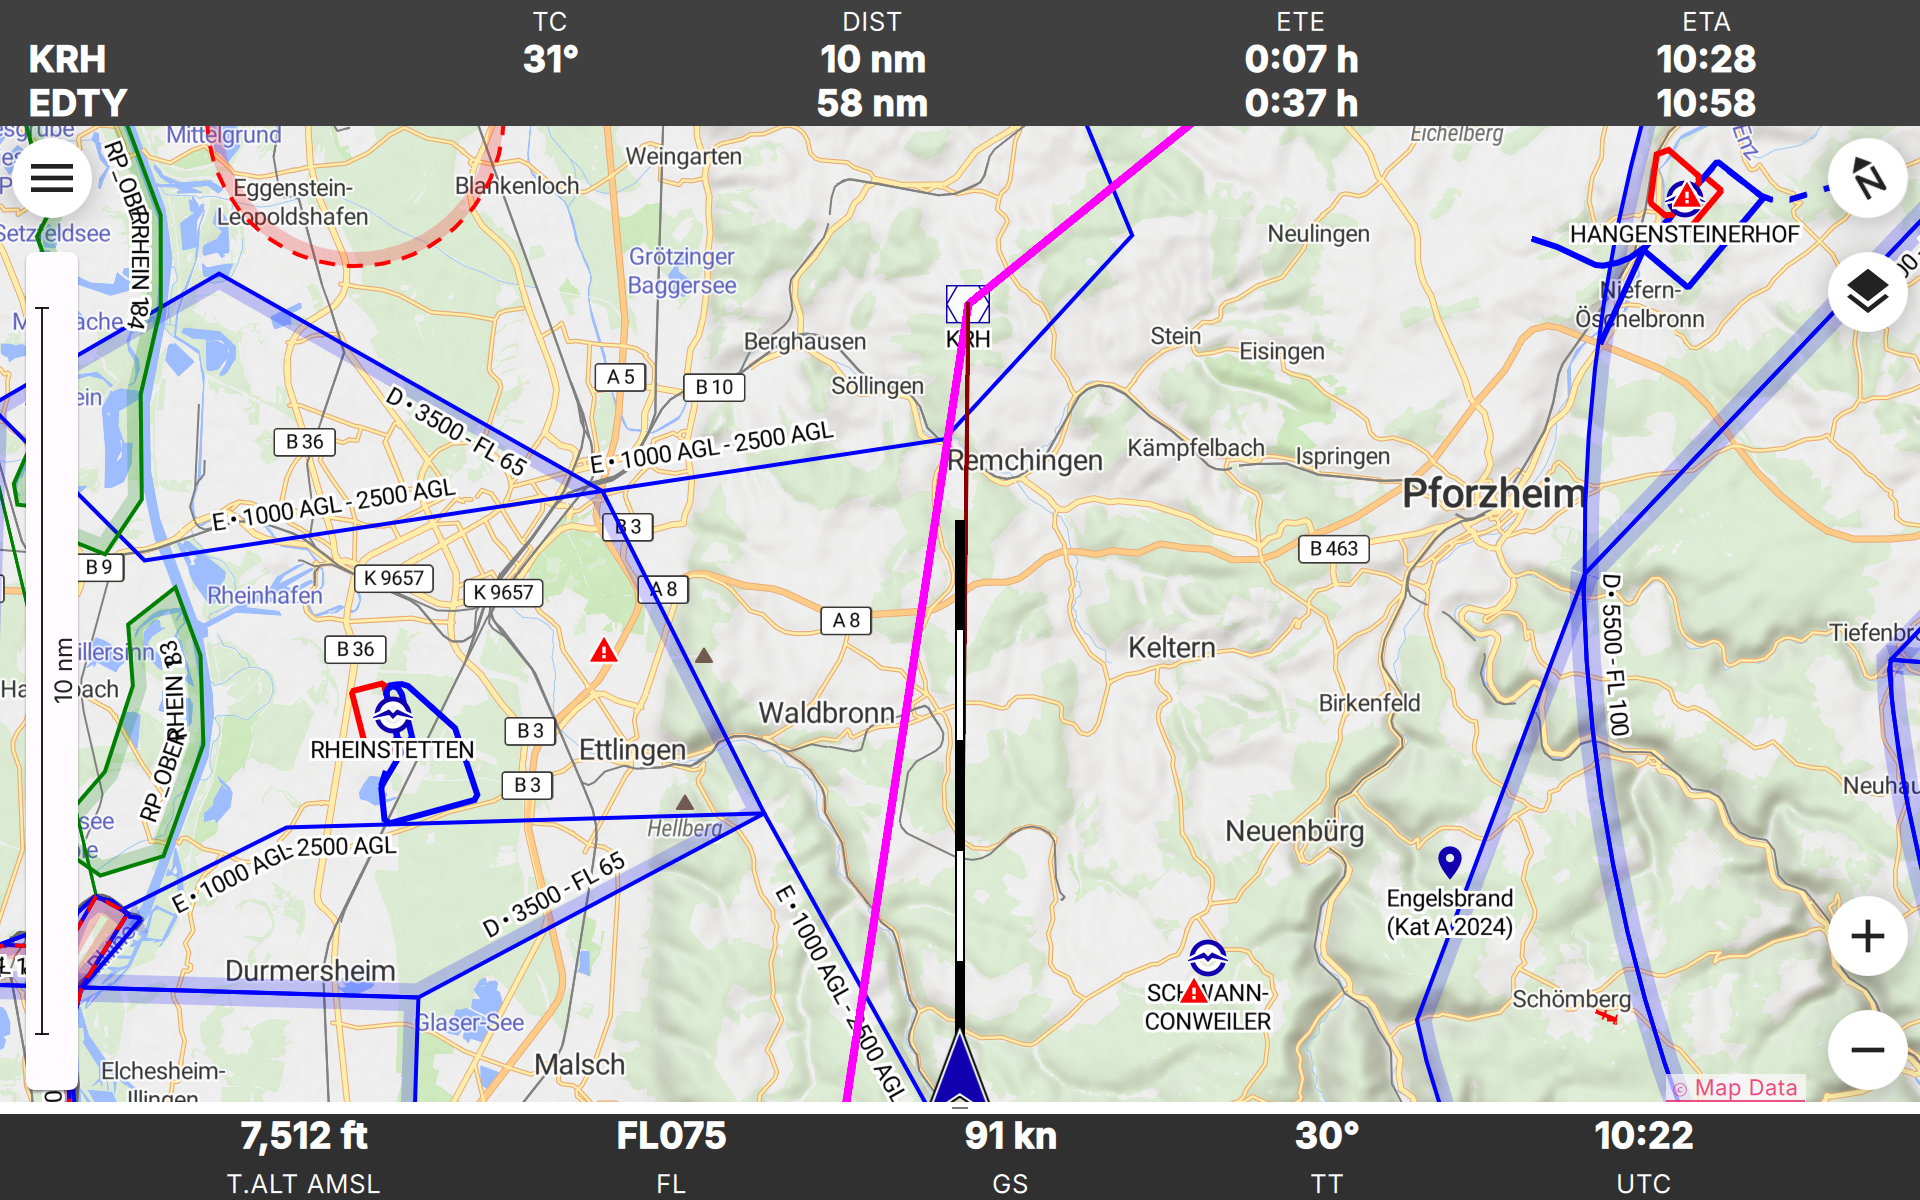 TC
DIST
ETE
ETA
KRH
31°
10 nm
0:07 h
10:28
EDTY
58 nm
0:37 h
10:58
Mittelgrund
Weingarten
Eichelberg
Enz
Eggenstein-
Leopoldshafen
Blankenloch
RP_OBERRHEIN 184
Setzfeldsee
Grötzinger
Baggersee
Neulingen
HANGENSTEINERHOF
N
Niefern-
Öschelbronn
KRH
Berghausen
Stein
Eisingen
Söllingen
A 5
B 10
D • 3500 - FL 65
B 36
E • 1000 AGL - 2500 AGL
Remchingen
Kämpfelbach
Ispringen
Pforzheim
E • 1000 AGL - 2500 AGL
B 3
B 463
B 9
K 9657
K 9657
A 8
A 8
Rheinhafen
B 36
10 nm
Keltern
D • 5500 - FL 100
Tiefenbr
RP_OBERRHEIN B3
Birkenfeld
Waldbronn
B 3
RHEINSTETTEN
Ettlingen
B 3
Neuhau
Hellberg
Neuenbürg
E • 1000 AGL - 2500 AGL
D • 3500 - FL 65
E • 1000 AGL - 2500 AGL
Engelsbrand
(Kat A 2024)
Durmersheim
SCHWANN-
CONWEILER
Schömberg
Glaser-See
Malsch
Elchesheim-
Illingen
© Map Data
7,512 ft
FL075
91 kn
30°
10:22
T.ALT AMSL
FL
GS
TT
UTC